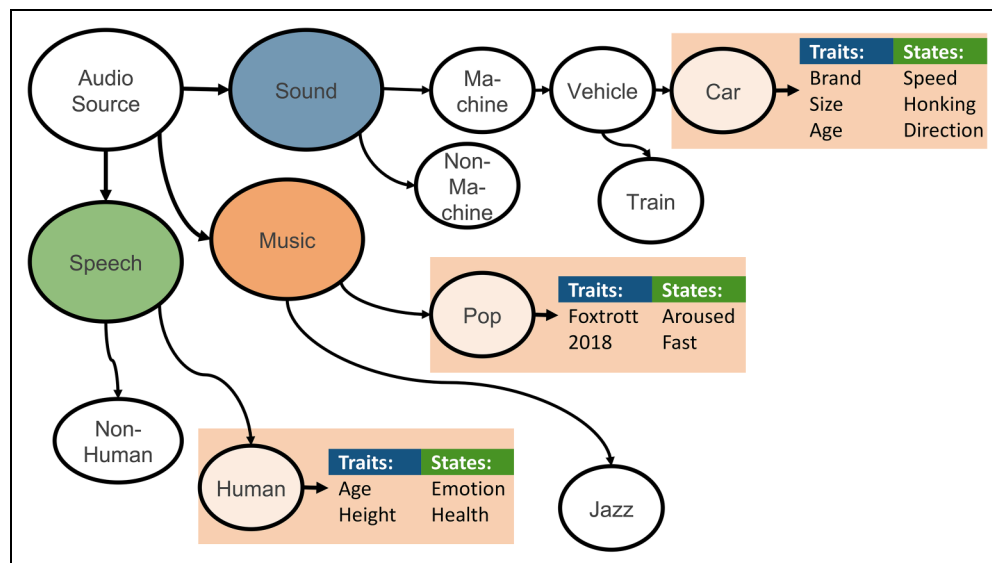 Audio
Source
Sound
Ma-
chine
Vehicle
Car
Traits: States:
Brand Speed
Size Honking
Age Direction
Non-
Ma-
chine
Train
Speech
Music
Pop
Traits: States:
Foxtrott Aroused
2018 Fast
Non-
Human
Human
Traits: States:
Age Emotion
Height Health
Jazz